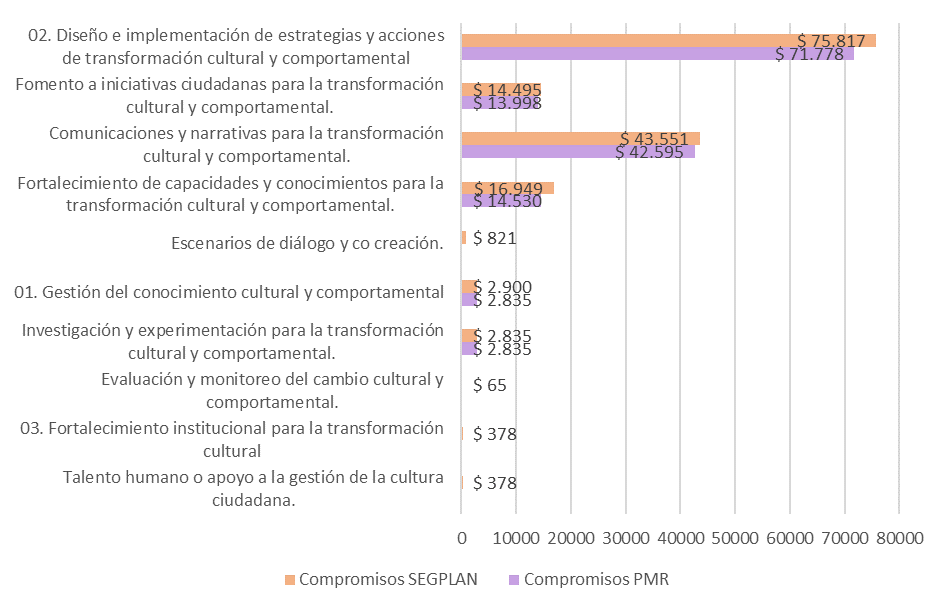 02. Diseño e implementación de estrategias y acciones
de transformación cultural y comportamental
$ 75.817
$ 71.778
Fomento a iniciativas ciudadanas para la transformación
cultural y comportamental.
$ 14.495
$ 13.998
Comunicaciones y narrativas para la transformación
cultural y comportamental.
$ 43.551
$ 42.595
Fortalecimiento de capacidades y conocimientos para la
transformación cultural y comportamental.
$ 16.949
$ 14.530
Escenarios de diálogo y co creación.
$ 821
01. Gestión del conocimiento cultural y comportamental
$ 2.900
$ 2.835
Investigación y experimentación para la transformación
cultural y comportamental.
$ 2.835
$ 2.835
Evaluación y monitoreo del cambio cultural y
comportamental.
$ 65
03. Fortalecimiento institucional para la transformación
cultural
$ 378
Talento humano o apoyo a la gestión de la cultura
ciudadana.
$ 378
0 10000 20000 30000 40000 50000 60000 70000 80000
Compromisos SEGPLAN Compromisos PMR